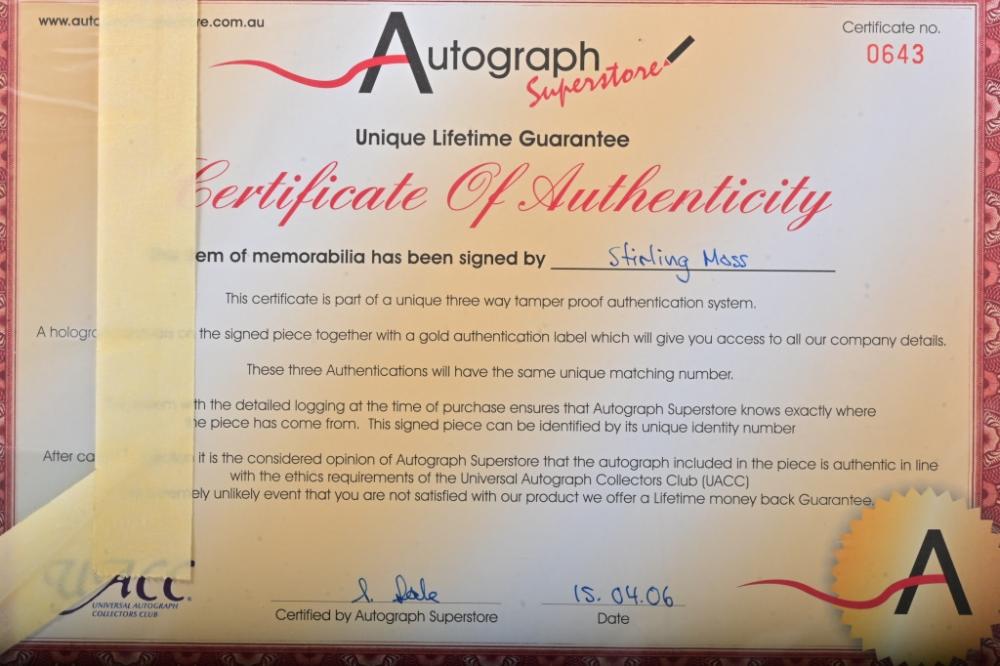 www.auto re.com.au
Certificate no.
0643
Autograph
Superstore
Unique Lifetime Guarantee
Certificate Of Authenticity
em of memorabilia has been signed by Stirling Moss
This certificate is part of a unique three way tamper proof authentication system.
A hologra the signed piece together with a gold authentication label which will give you access to all our company details.
These three Authentications will have the same unique matching number.
th the detailed logging at the time of purchase ensures that Autograph Superstore knows exactly where
he piece has come from. This signed piece can be identified by its unique identity number
After ca it is the considered opinion of Autograph Superstore that the autograph included in the piece is authentic in line
with the ethics requirements of the Universal Autograph Collectors Club (UACC)
ely unlikely event that you are not satisfied with our product we offer a Lifetime money back Guarantee.
UACC
UNIVERSAL AUTOGRAPH
COLLECTORS CLUB
15.04.06
Certified by Autograph Superstore
Date
A